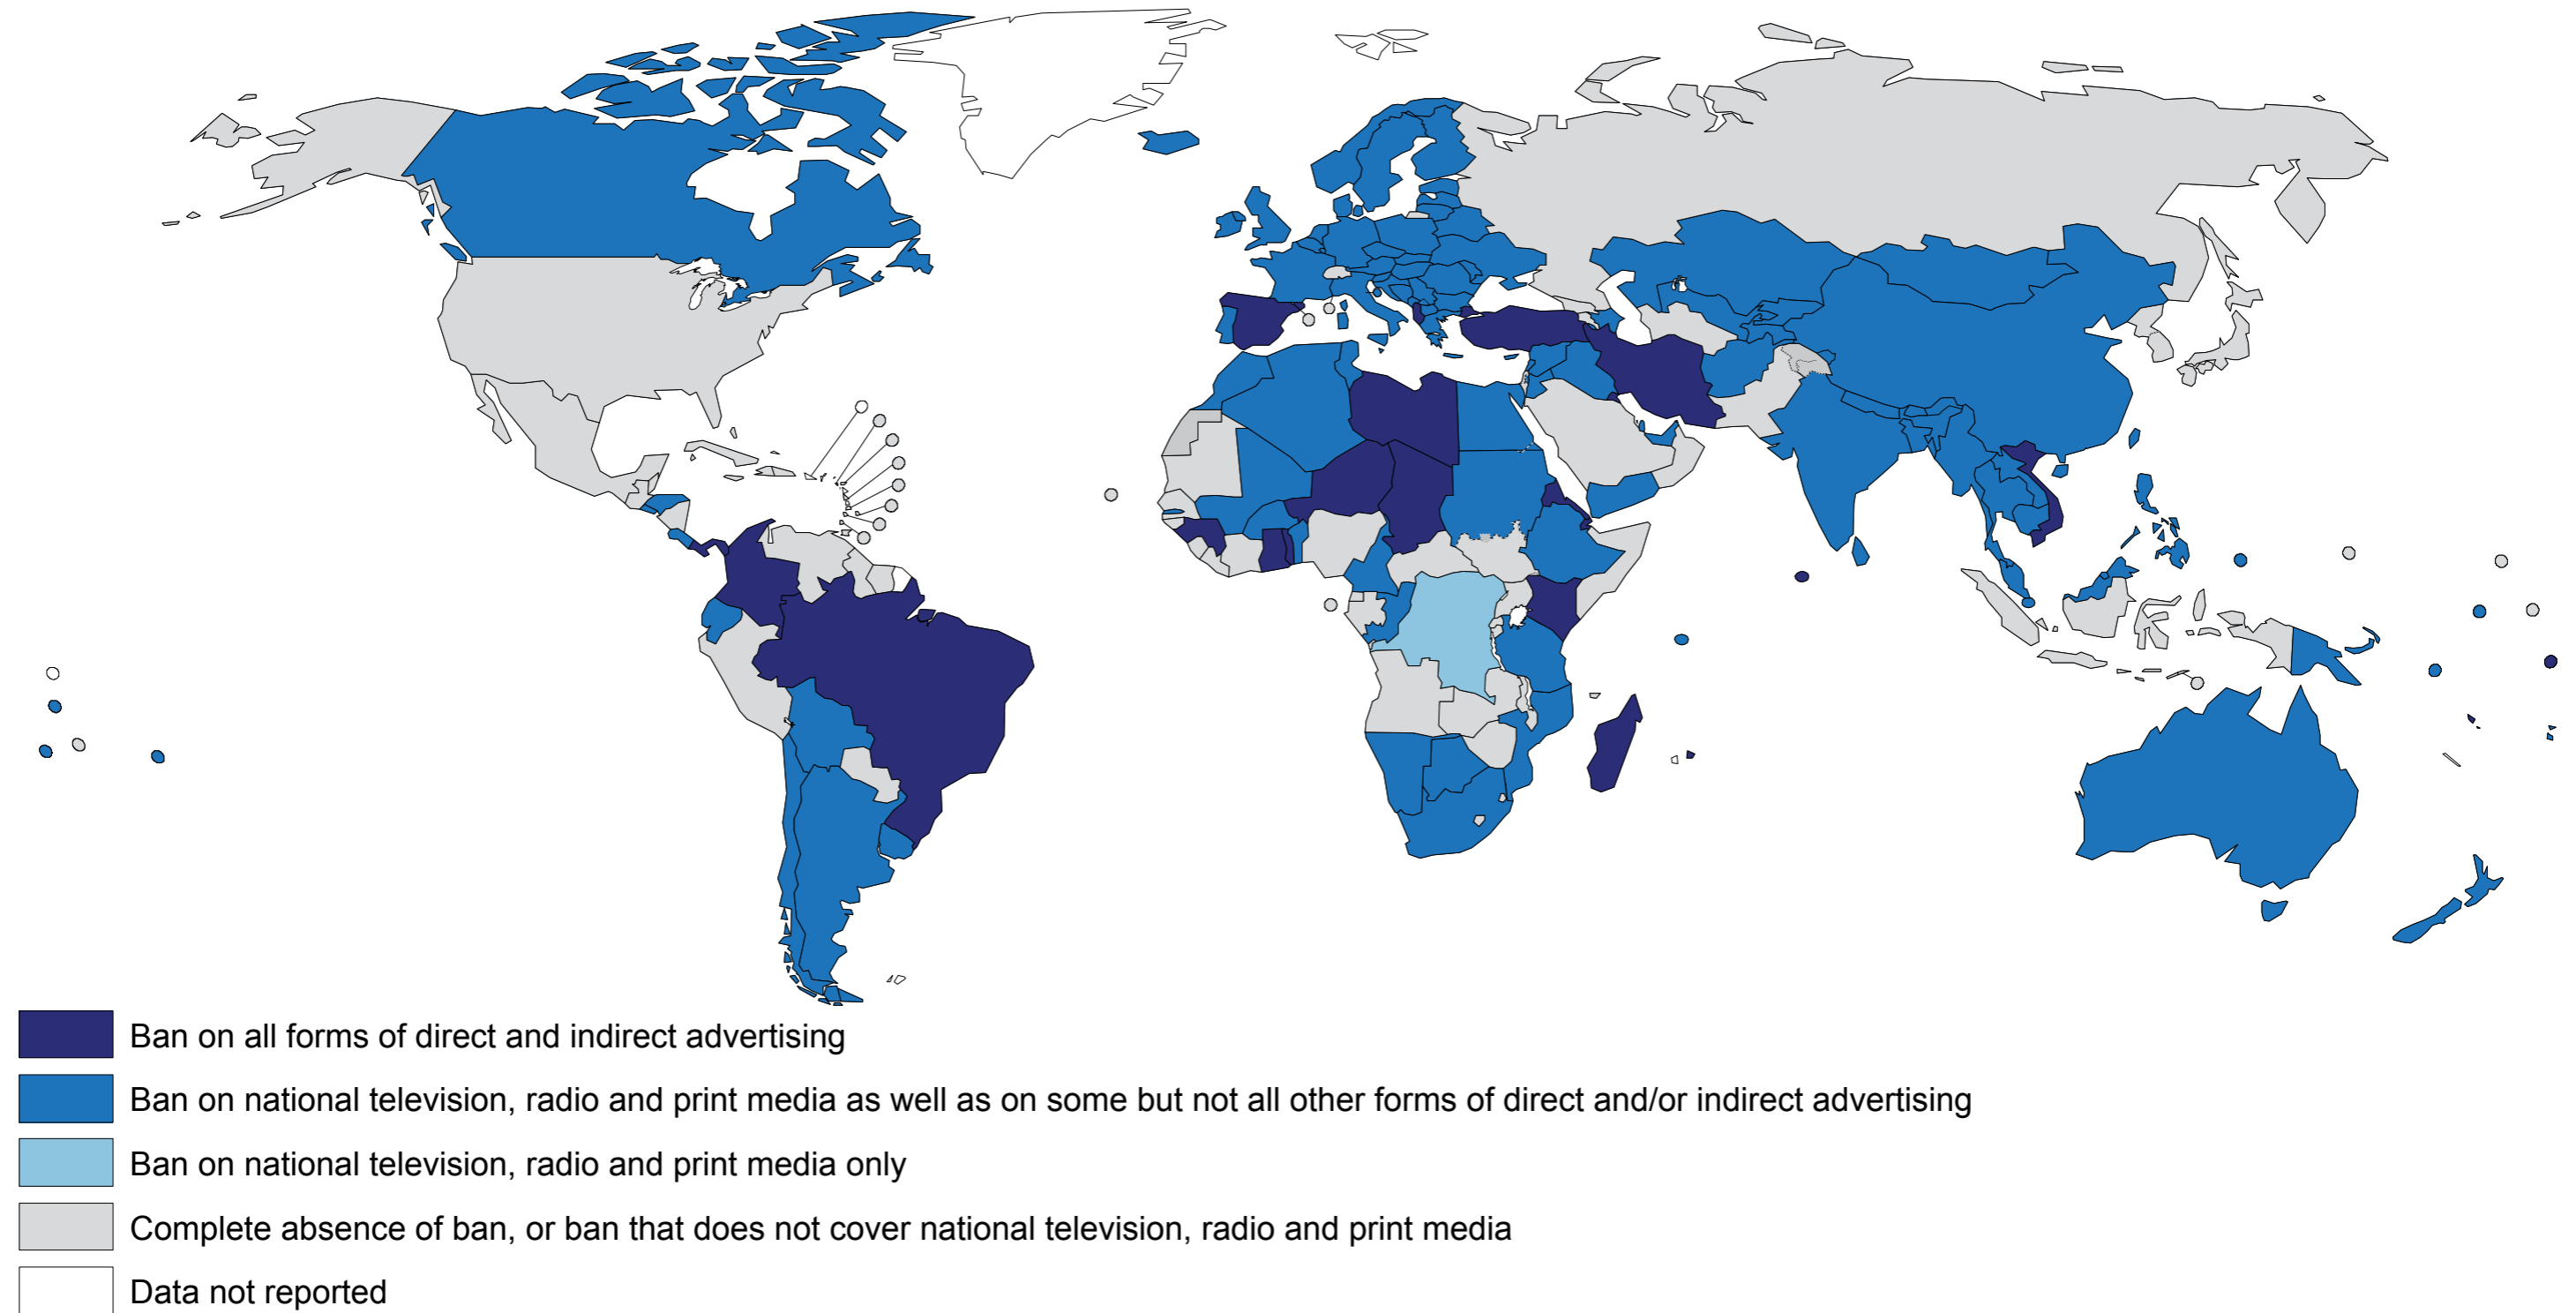 Ban on all forms of direct and indirect advertising
Ban on national television, radio and print media as well as on some but not all other forms of direct and/or indirect advertising
Ban on national television, radio and print media only
Complete absence of ban, or ban that does not cover national television, radio and print media
Data not reported